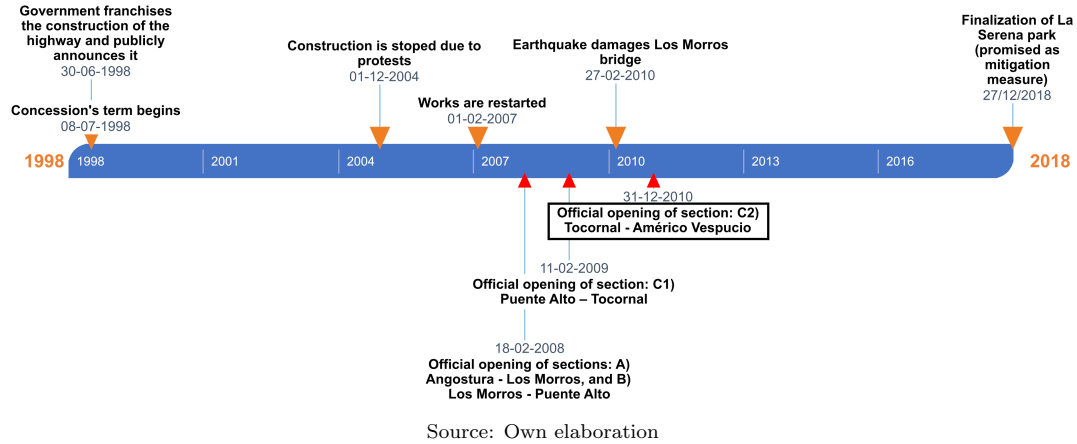 Government franchises
the construction of the
highway and publicly
announces it
30-06-1998
Concession's term begins
08-07-1998
Construction is stoped due to
protests
01-12-2004
Works are restarted
01-02-2007
Earthquake damages Los Morros
bridge
27-02-2010
Finalization of La
Serena park
(promised as
mitigation
measure)
27/12/2018
1998
1998
2001
2004
2007
2010
2013
2016
2018
31-12-2010
Official opening of section: C2)
Tocornal - Américo Vespucio
11-02-2009
Official opening of section: C1)
Puente Alto – Tocornal
18-02-2008
Official opening of sections: A)
Angostura - Los Morros, and B)
Los Morros - Puente Alto
Source: Own elaboration